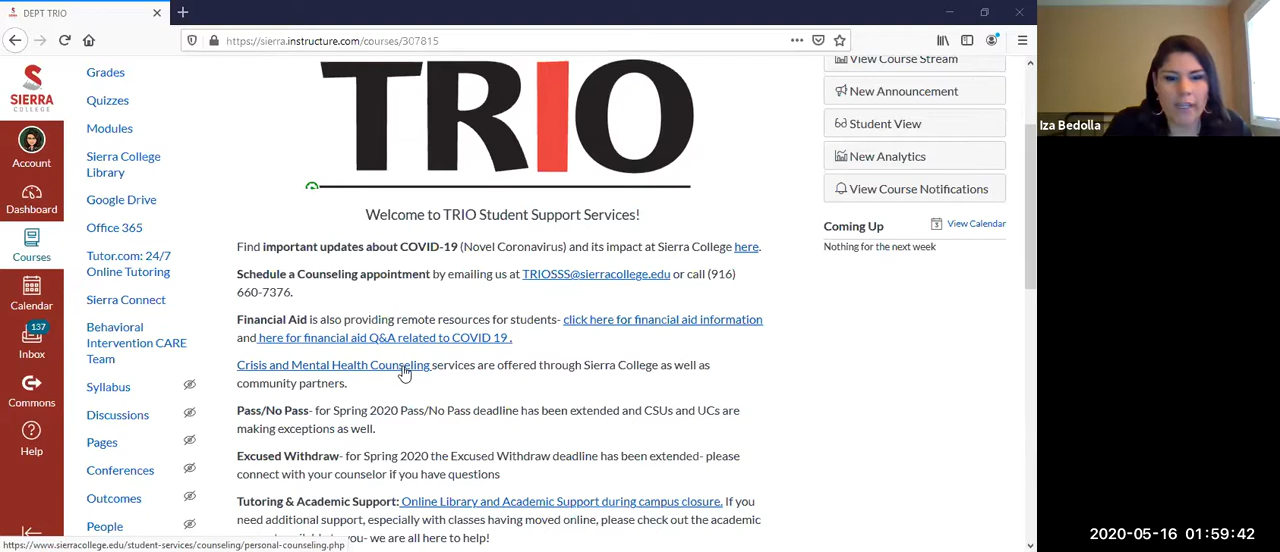 DEPT TRIO
https://sierra.instructure.com/courses/307815
SIERRA
COLLEGE
Account
Dashboard
Courses
Calendar
137
Inbox
Commons
Help
Grades
Quizzes
Modules
Sierra College
Library
Google Drive
Office 365
Tutor.com: 24/7
Online Tutoring
Sierra Connect
Behavioral
Intervention CARE
Team
Syllabus
Discussions
Pages
Conferences
Outcomes
People
TRIO
Welcome to TRIO Student Support Services!
Find important updates about COVID-19 (Novel Coronavirus) and its impact at Sierra College here.
Schedule a Counseling appointment by emailing us at TRIOSSS@sierracollege.edu or call (916)
660-7376.
Financial Aid is also providing remote resources for students- click here for financial aid information
and here for financial aid Q&A related to COVID 19 .
Crisis and Mental Health Counseling services are offered through Sierra College as well as
community partners.
Pass/No Pass- for Spring 2020 Pass/No Pass deadline has been extended and CSUs and UCs are
making exceptions as well.
Excused Withdraw- for Spring 2020 the Excused Withdraw deadline has been extended- please
connect with your counselor if you have questions
Tutoring & Academic Support: Online Library and Academic Support during campus closure. If you
need additional support, especially with classes having moved online, please check out the academic
you- we are all here to help!
View Course Stream
New Announcement
Student View
New Analytics
View Course Notifications
Coming Up
3 View Calendar
Nothing for the next week
https://www.sierracollege.edu/student-services/counseling/personal-counseling.php
Iza Bedolla
2020-05-16 01:59:42